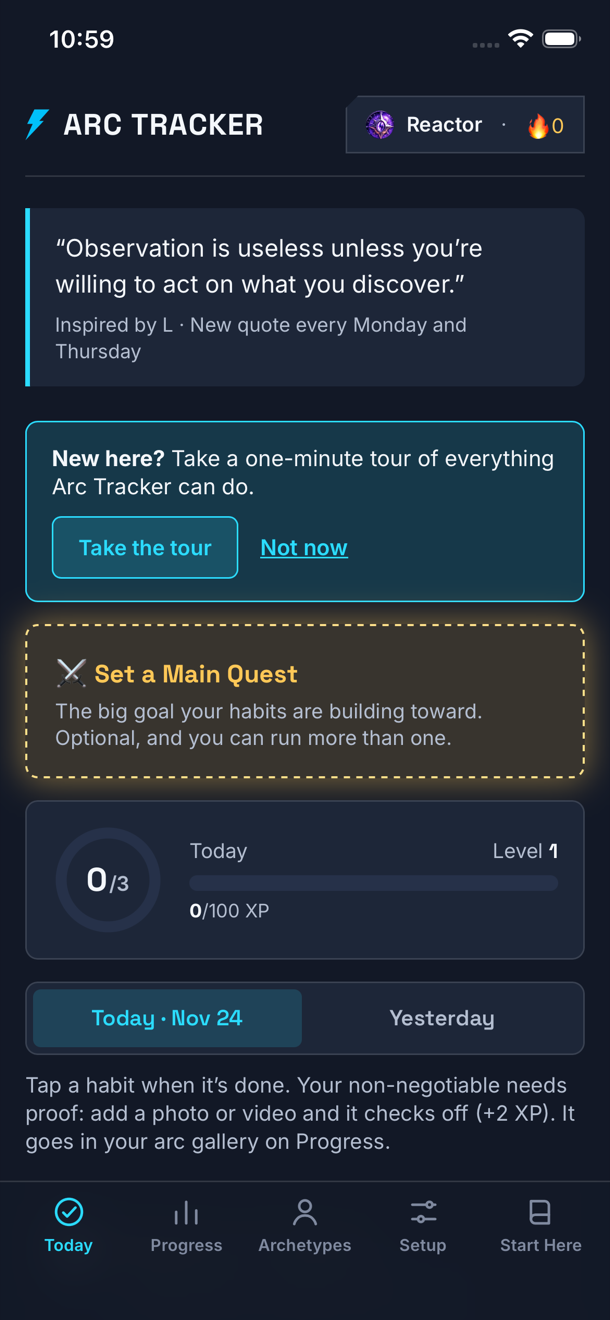 10:59
ARC TRACKER
Reactor · 🔥0
“Observation is useless unless you’re
willing to act on what you discover.”
Inspired by L · New quote every Monday and
Thursday
New here? Take a one-minute tour of everything
Arc Tracker can do.
Take the tour
Not now
⚔️ Set a Main Quest
The big goal your habits are building toward.
Optional, and you can run more than one.
0/3
Today
Level 1
0/100 XP
Today · Nov 24
Yesterday
Tap a habit when it’s done. Your non-negotiable needs
proof: add a photo or video and it checks off (+2 XP). It
goes in your arc gallery on Progress.
Today
Progress
Archetypes
Setup
Start Here